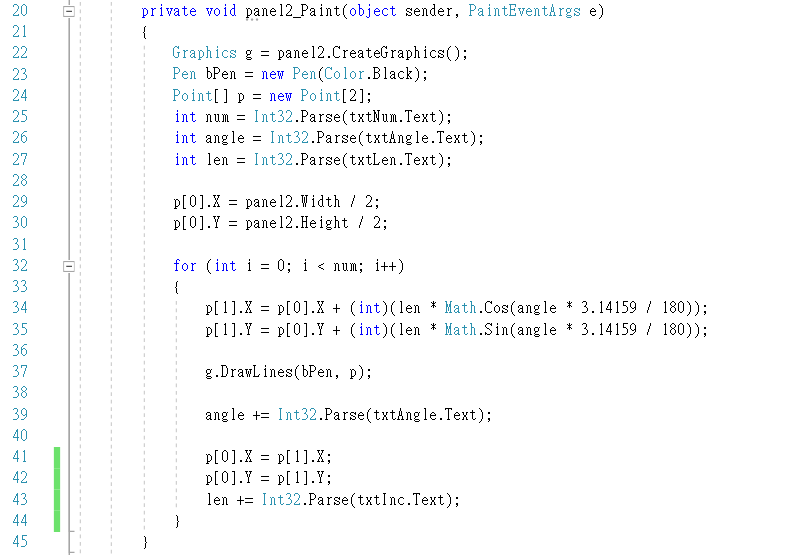 20 private void panel2_Paint(object sender, PaintEventArgs e)
21 {
22 Graphics g = panel2.CreateGraphics();
23 Pen bPen = new Pen(Color.Black);
24 Point[] p = new Point[2];
25 int num = Int32.Parse(txtNum.Text);
26 int angle = Int32.Parse(txtAngle.Text);
27 int len = Int32.Parse(txtLen.Text);
28
29 p[0].X = panel2.Width / 2;
30 p[0].Y = panel2.Height / 2;
31
32 for (int i = 0; i < num; i++)
33 {
34 p[1].X = p[0].X + (int)(len * Math.Cos(angle * 3.14159 / 180));
35 p[1].Y = p[0].Y + (int)(len * Math.Sin(angle * 3.14159 / 180));
36
37 g.DrawLines(bPen, p);
38
39 angle += Int32.Parse(txtAngle.Text);
40
41 p[0].X = p[1].X;
42 p[0].Y = p[1].Y;
43 len += Int32.Parse(txtInc.Text);
44 }
45 }